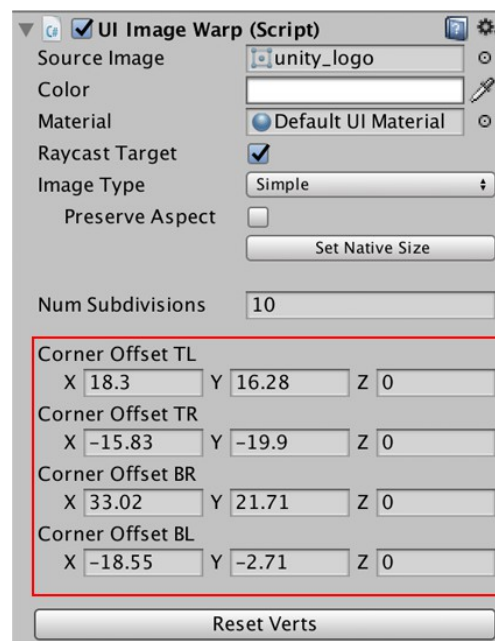 UI Image Warp (Script)
Source Image unity_logo
Color
Material Default UI Material
Raycast Target
Image Type Simple
Preserve Aspect
Set Native Size
Num Subdivisions 10
Corner Offset TL
X 18.3 Y 16.28 Z 0
Corner Offset TR
X -15.83 Y -19.9 Z 0
Corner Offset BR
X 33.02 Y 21.71 Z 0
Corner Offset BL
X -18.55 Y -2.71 Z 0
Reset Verts